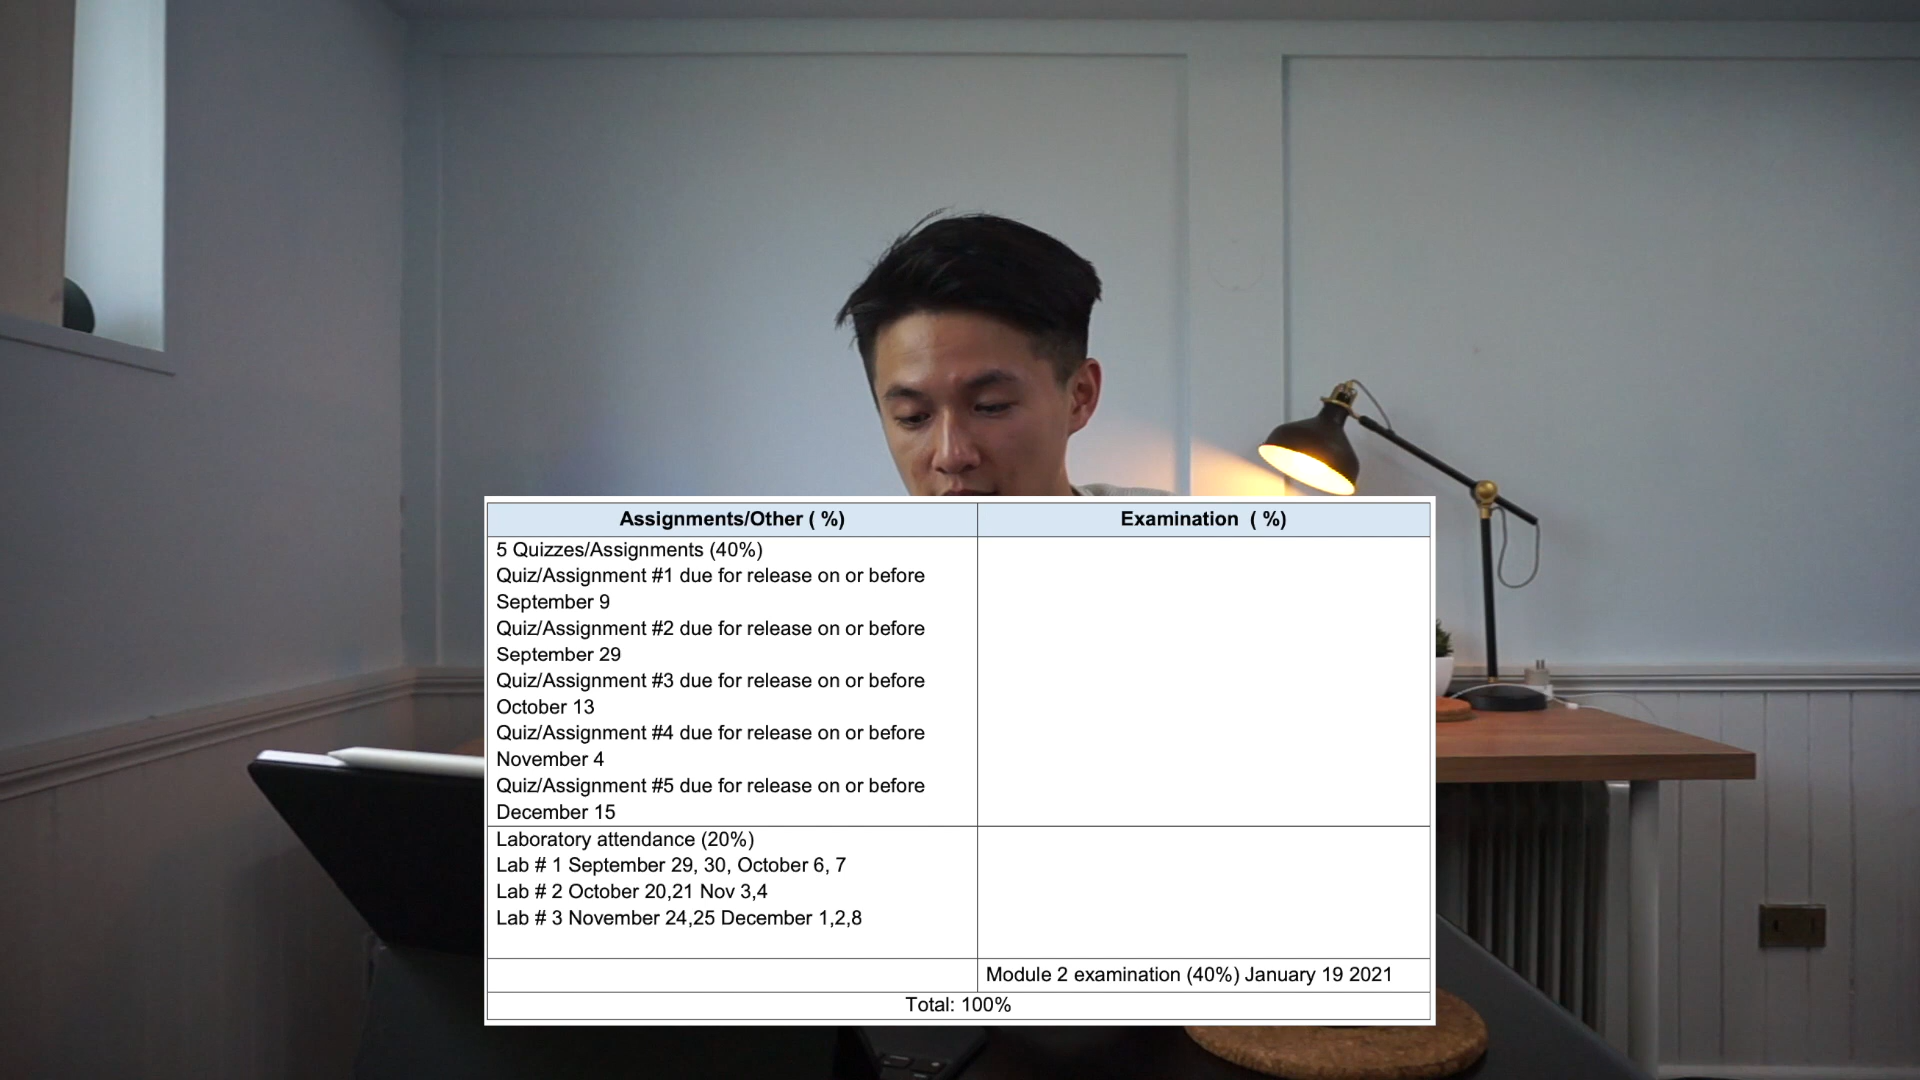 Assignments/Other ( %)
Examination  ( %)
5 Quizzes/Assignments (40%)
Quiz/Assignment #1 due for release on or before
September 9
Quiz/Assignment #2 due for release on or before
September 29
Quiz/Assignment #3 due for release on or before
October 13
Quiz/Assignment #4 due for release on or before
November 4
Quiz/Assignment #5 due for release on or before
December 15
Laboratory attendance (20%)
Lab # 1 September 29, 30, October 6, 7
Lab # 2 October 20,21 Nov 3,4
Lab # 3 November 24,25 December 1,2,8
Module 2 examination (40%) January 19 2021
Total: 100%